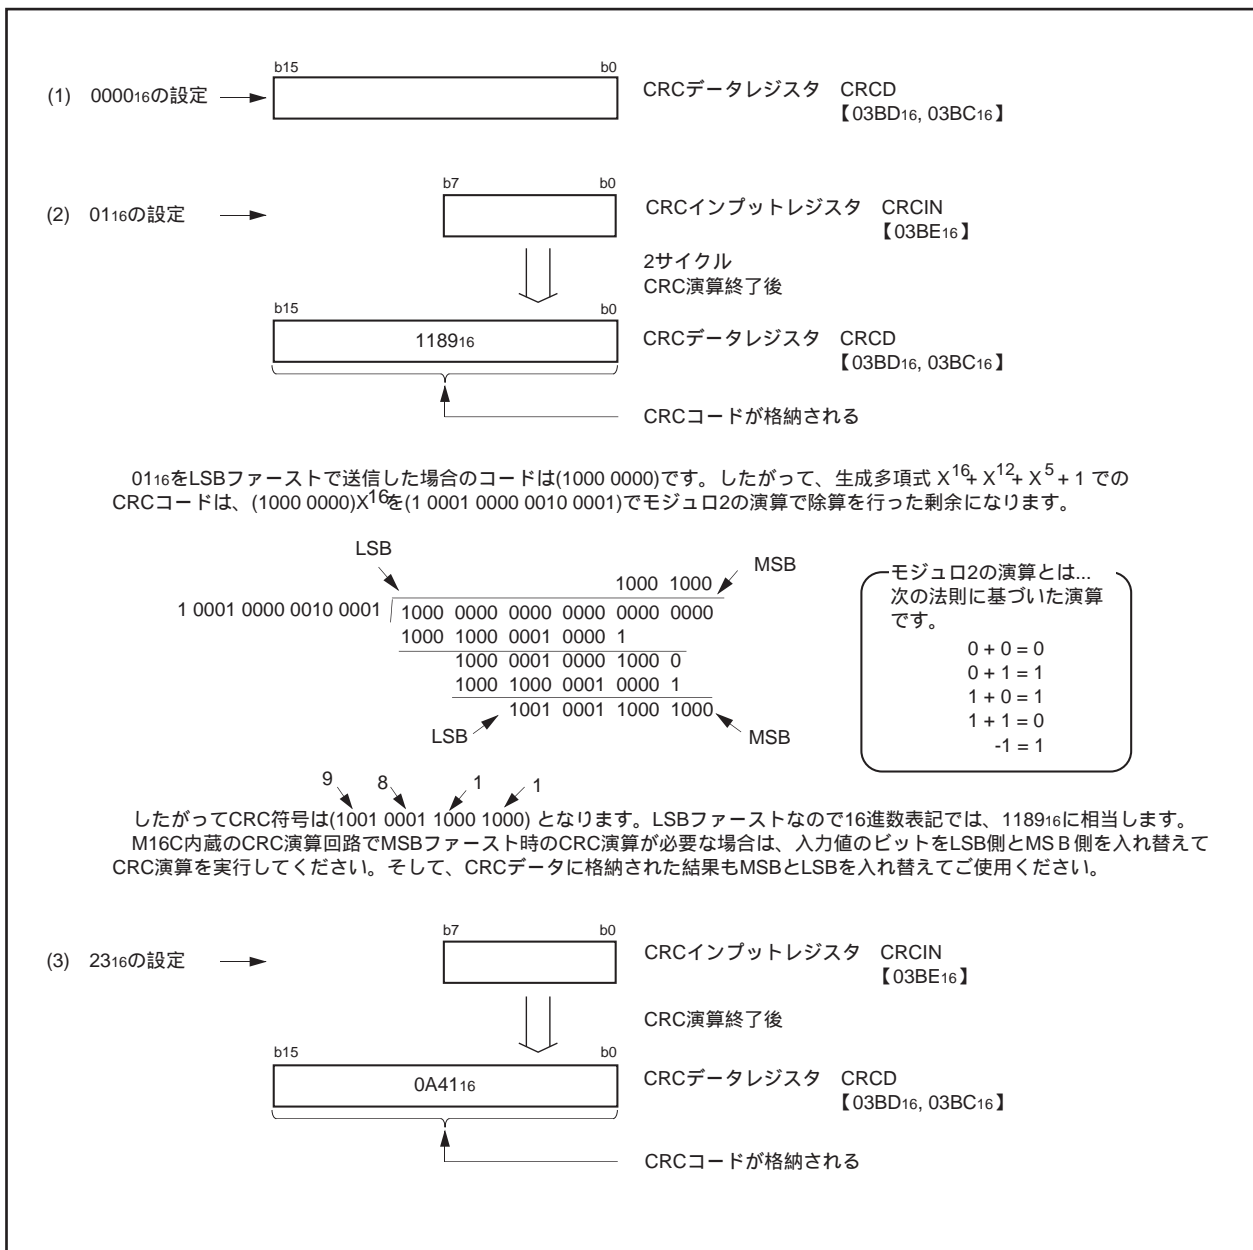 b15 b0
(1) 0000₁₆の設定 CRCデータレジスタ CRCD
【03BD₁₆, 03BC₁₆】
b7 b0
(2) 01₁₆の設定 CRCインプットレジスタ CRCIN
【03BE₁₆】
2サイクル
CRC演算終了後
b15 b0
1189₁₆ CRCデータレジスタ CRCD
【03BD₁₆, 03BC₁₆】
CRCコードが格納される
01₁₆をLSBファーストで送信した場合のコードは(1000 0000)です。したがって、生成多項式 X¹⁶+ X¹²+ X⁵ + 1 での
CRCコードは、(1000 0000)X¹⁶を(1 0001 0000 0010 0001)でモジュロ2の演算で除算を行った剰余になります。
LSB
MSB
1000 1000
1 0001 0000 0010 0001 1000 0000 0000 0000 0000 0000
1000 1000 0001 0000 1
1000 0001 0000 1000 0
1000 1000 0001 0000 1
1001 0001 1000 1000
LSB MSB
モジュロ2の演算とは...
次の法則に基づいた演算
です。
0 + 0 = 0
0 + 1 = 1
1 + 0 = 1
1 + 1 = 0
-1 = 1
9 8 1 1
したがってCRC符号は(1001 0001 1000 1000) となります。LSBファーストなので16進数表記では、1189₁₆に相当します。
M16C内蔵のCRC演算回路でMSBファースト時のCRC演算が必要な場合は、入力値のビットをLSB側とMSＢ側を入れ替えて
CRC演算を実行してください。そして、CRCデータに格納された結果もMSBとLSBを入れ替えてご使用ください。
b7 b0
(3) 23₁₆の設定 CRCインプットレジスタ CRCIN
【03BE₁₆】
CRC演算終了後
b15 b0
0A41₁₆ CRCデータレジスタ CRCD
【03BD₁₆, 03BC₁₆】
CRCコードが格納される